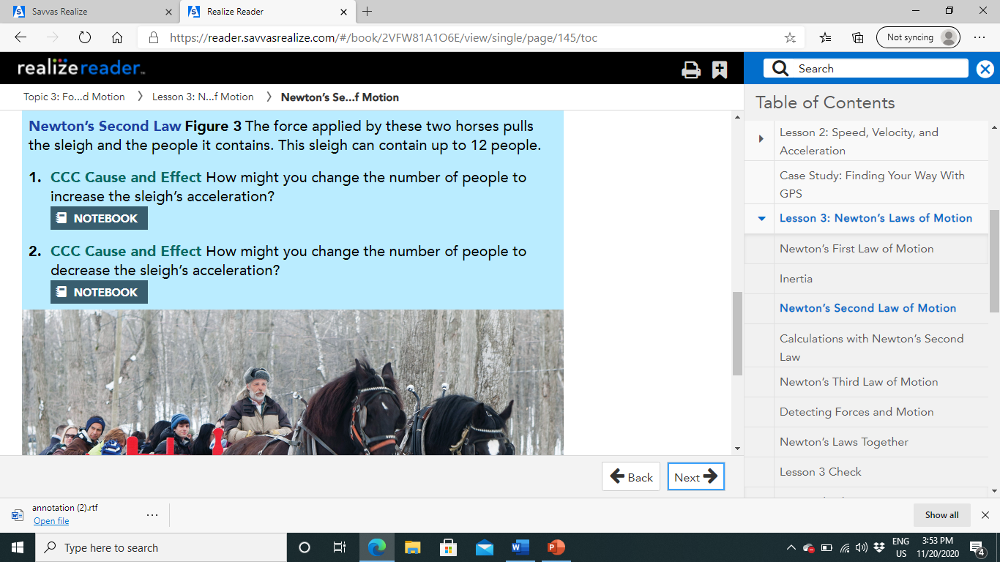 Savvas Realize
Realize Reader
https://reader.savvasrealize.com/#/book/2VFW81A1O6E/view/single/page/145/toc
Not syncing
realizereader™
Search
Topic 3: Fo...d Motion
Lesson 3: N...f Motion
Newton's Se...f Motion
Newton's Second Law Figure 3 The force applied by these two horses pulls
the sleigh and the people it contains. This sleigh can contain up to 12 people.
1. CCC Cause and Effect How might you change the number of people to
increase the sleigh's acceleration?
NOTEBOOK
2. CCC Cause and Effect How might you change the number of people to
decrease the sleigh's acceleration?
NOTEBOOK
Table of Contents
Lesson 2: Speed, Velocity, and
Acceleration
Case Study: Finding Your Way With
GPS
Lesson 3: Newton's Laws of Motion
Newton's First Law of Motion
Inertia
Newton's Second Law of Motion
Calculations with Newton's Second
Law
Newton's Third Law of Motion
Detecting Forces and Motion
Newton's Laws Together
Lesson 3 Check
Back
Next
annotation (2).rtf
Open file
Show all
Type here to search
ENG
US
3:53 PM
11/20/2020
4